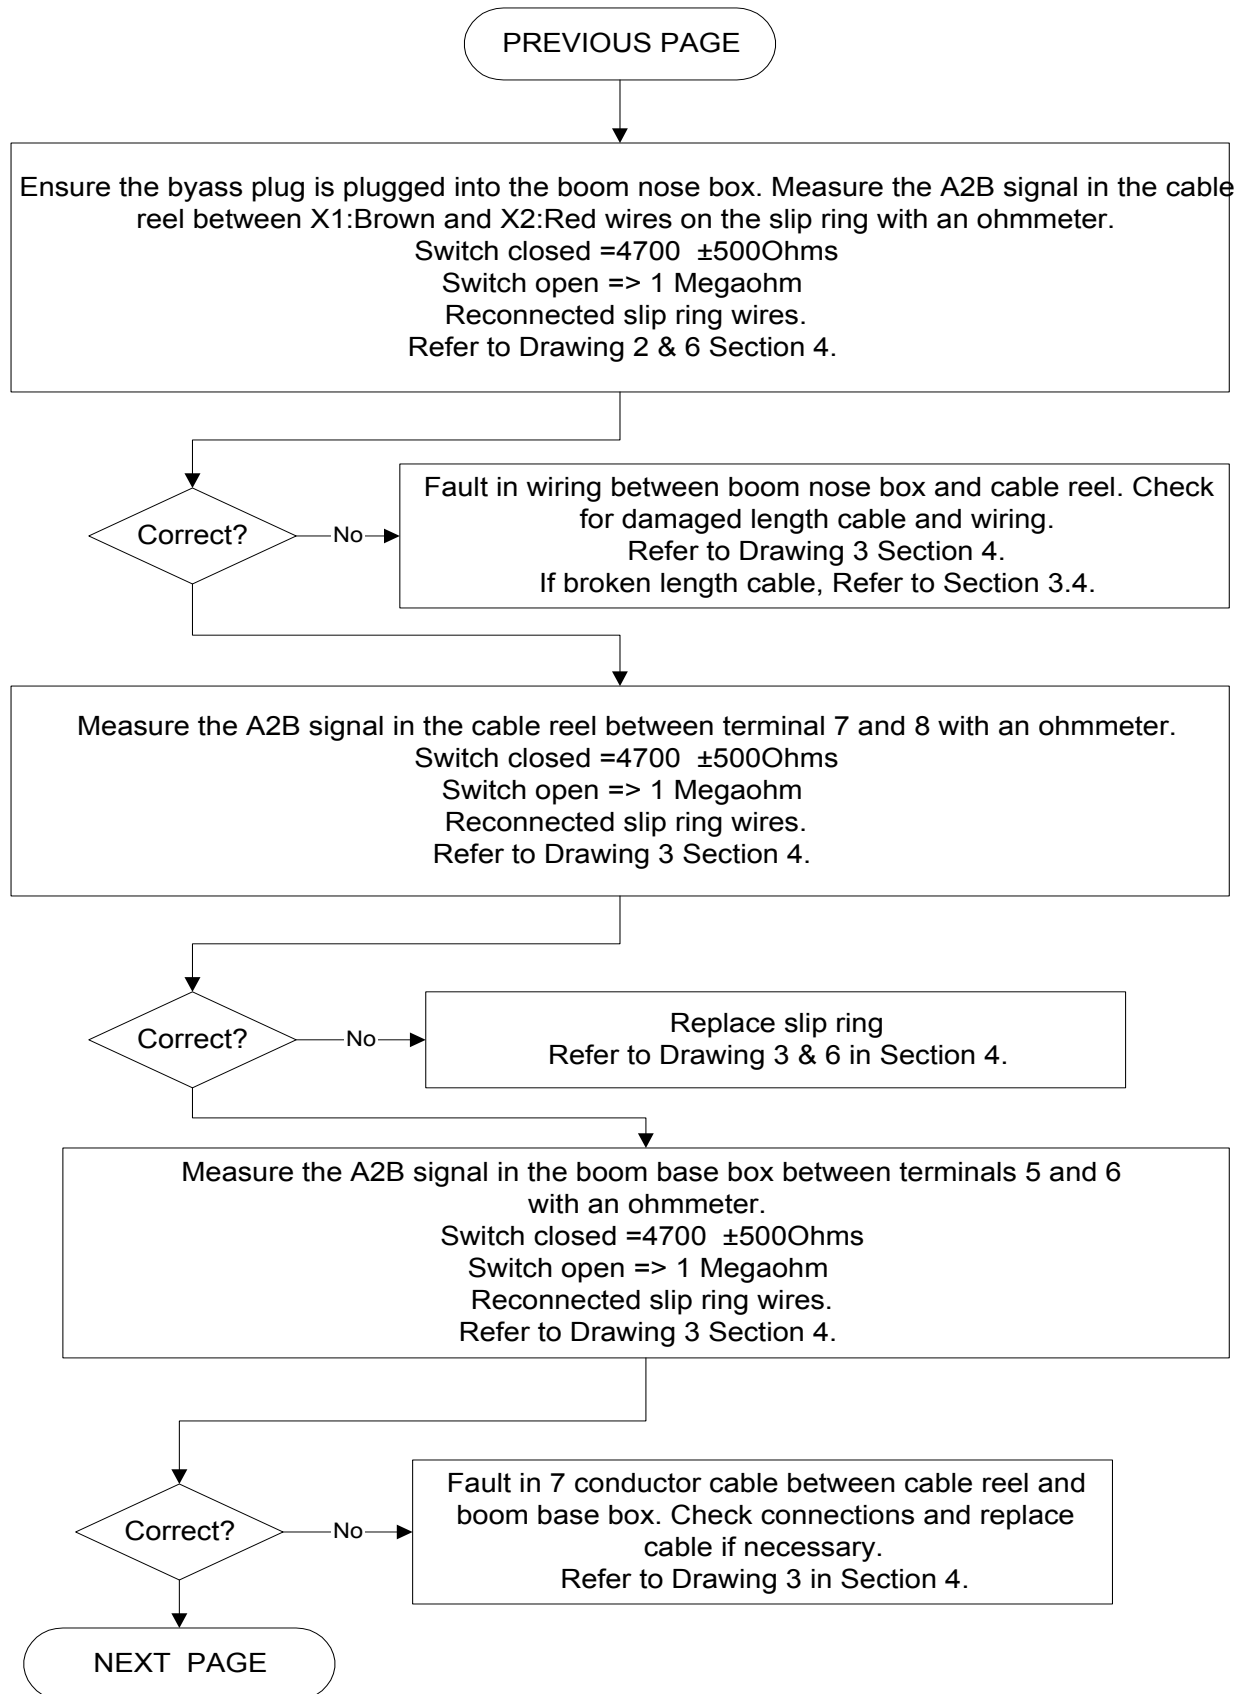 PREVIOUS PAGE
Ensure the byass plug is plugged into the boom nose box. Measure the A2B signal in the cable
reel between X1:Brown and X2:Red wires on the slip ring with an ohmmeter.
Switch closed =4700 ±500Ohms
Switch open => 1 Megaohm
Reconnected slip ring wires.
Refer to Drawing 2 & 6 Section 4.
Correct?
No
Fault in wiring between boom nose box and cable reel. Check
for damaged length cable and wiring.
Refer to Drawing 3 Section 4.
If broken length cable, Refer to Section 3.4.
Measure the A2B signal in the cable reel between terminal 7 and 8 with an ohmmeter.
Switch closed =4700 ±500Ohms
Switch open => 1 Megaohm
Reconnected slip ring wires.
Refer to Drawing 3 Section 4.
Correct?
No
Replace slip ring
Refer to Drawing 3 & 6 in Section 4.
Measure the A2B signal in the boom base box between terminals 5 and 6
with an ohmmeter.
Switch closed =4700 ±500Ohms
Switch open => 1 Megaohm
Reconnected slip ring wires.
Refer to Drawing 3 Section 4.
Correct?
No
Fault in 7 conductor cable between cable reel and
boom base box. Check connections and replace
cable if necessary.
Refer to Drawing 3 in Section 4.
NEXT PAGE